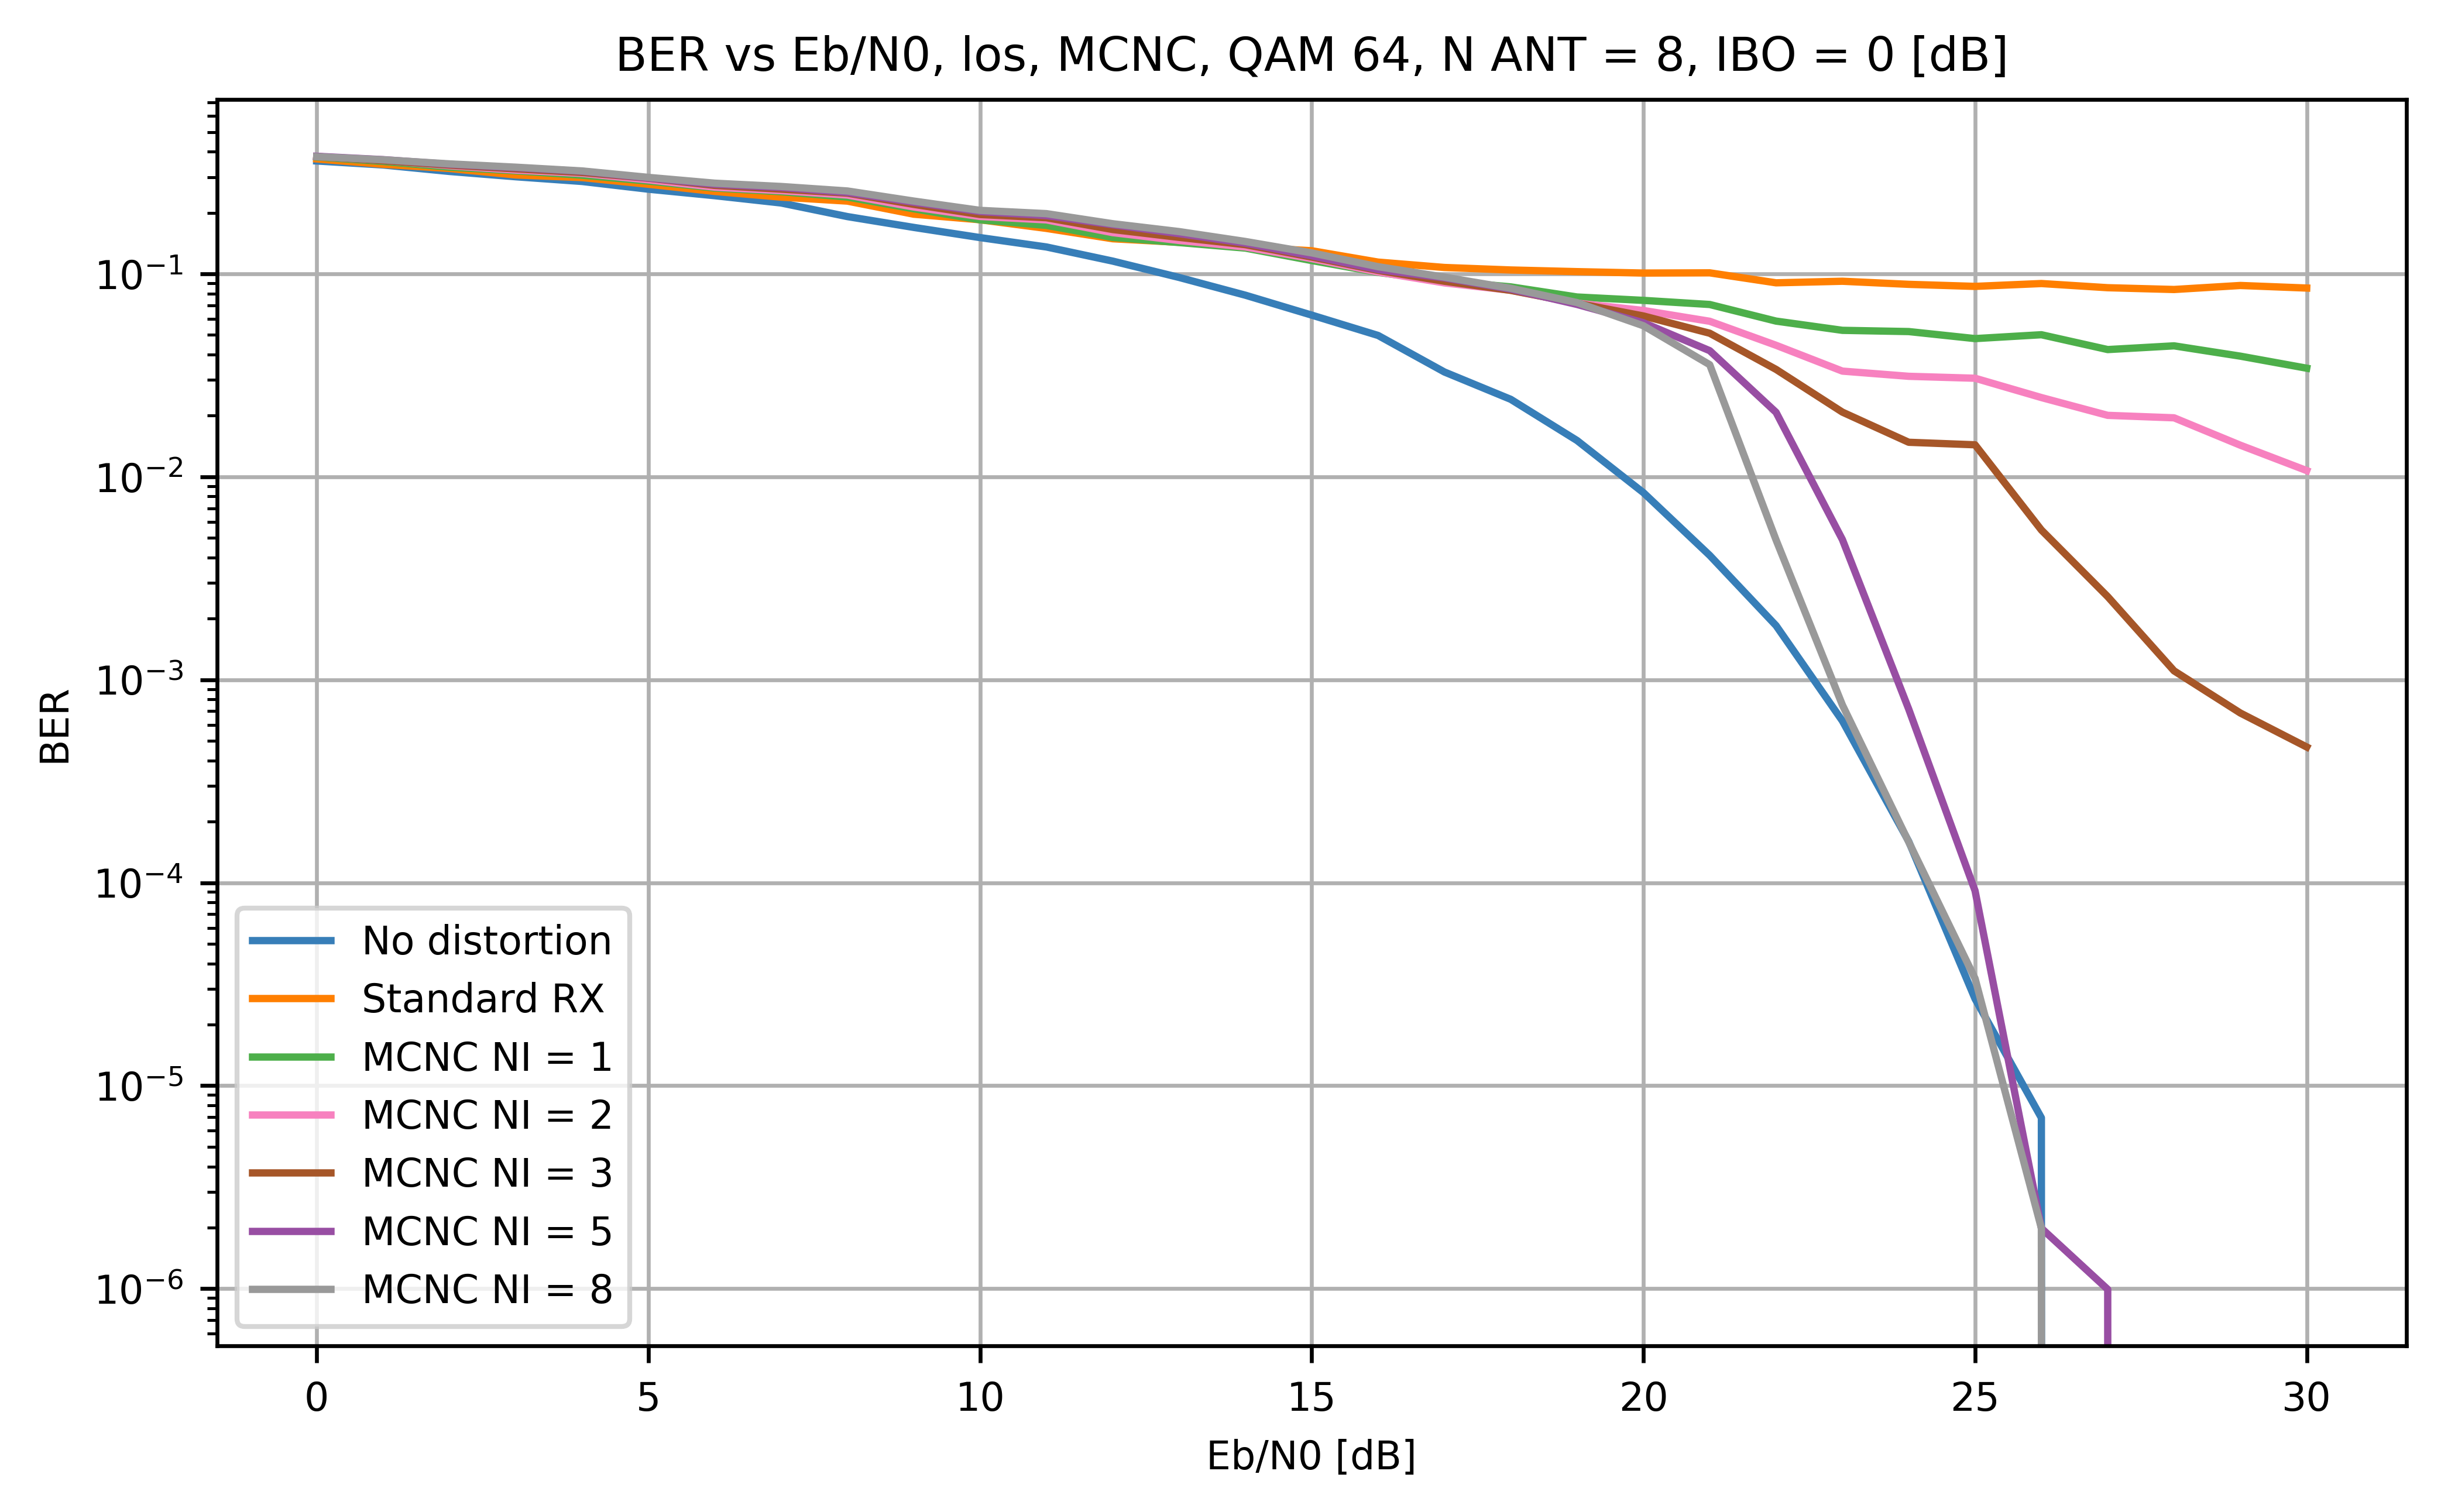 BER vs Eb/N0, los, MCNC, QAM 64, N ANT = 8, IBO = 0 [dB]
BER
10⁻¹
10⁻²
10⁻³
10⁻⁴
10⁻⁵
10⁻⁶
No distortion
Standard RX
MCNC NI = 1
MCNC NI = 2
MCNC NI = 3
MCNC NI = 5
MCNC NI = 8
0 5 10 15 20 25 30
Eb/N0 [dB]